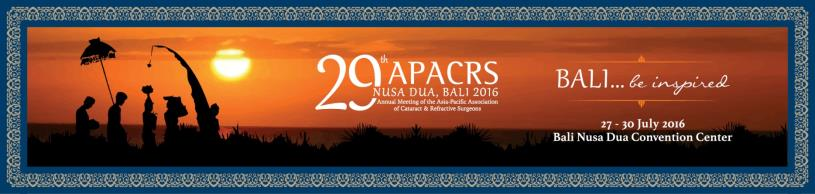 29th APACRS
NUSA DUA, BALI 2016
Annual Meeting of the Asia-Pacific Association
of Cataract & Refractive Surgeons
BALI... be inspired
27 - 30 July 2016
Bali Nusa Dua Convention Center